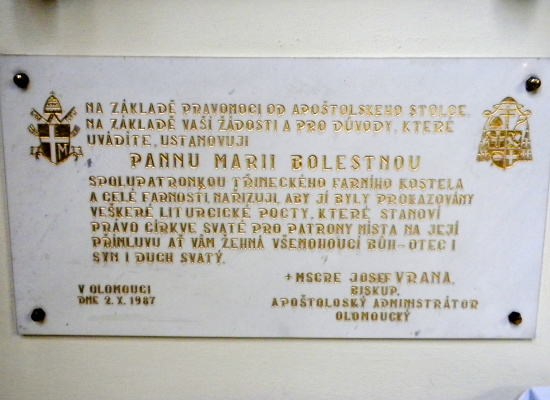 NA ZÁKLADĚ PRAVOMOCI OD APOŠTOLSKÉHO STOLCE,
NA ZÁKLADĚ VAŠÍ ŽÁDOSTI A PRO DŮVODY, KTERÉ
UVÁDÍTE, USTANOVUJI
PANNU MARII BOLESTNOU
SPOLUPATRONKOU TŘINECKÉHO FARNÍHO KOSTELA
A CELÉ FARNOSTI, NAŘIZUJI, ABY JÍ BYLY PROKAZOVÁNY
VEŠKERÉ LITURGICKÉ POCTY, KTERÉ STANOVÍ
PRÁVO CÍRKVE SVATÉ PRO PATRONY MÍSTA NA JEJÍ
PŘÍMLUVU AŤ VÁM ŽEHNÁ VŠEMOHOUCÍ BŮH-OTEC I
SYN I DUCH SVATÝ.
+ MSGRE JOSEF VRANA,
BISKUP,
APOŠTOLOSKÝ ADMINISTRÁTOR
OLOMOUCKÝ
V OLOMOUCI
DNE 2. X. 1987
M